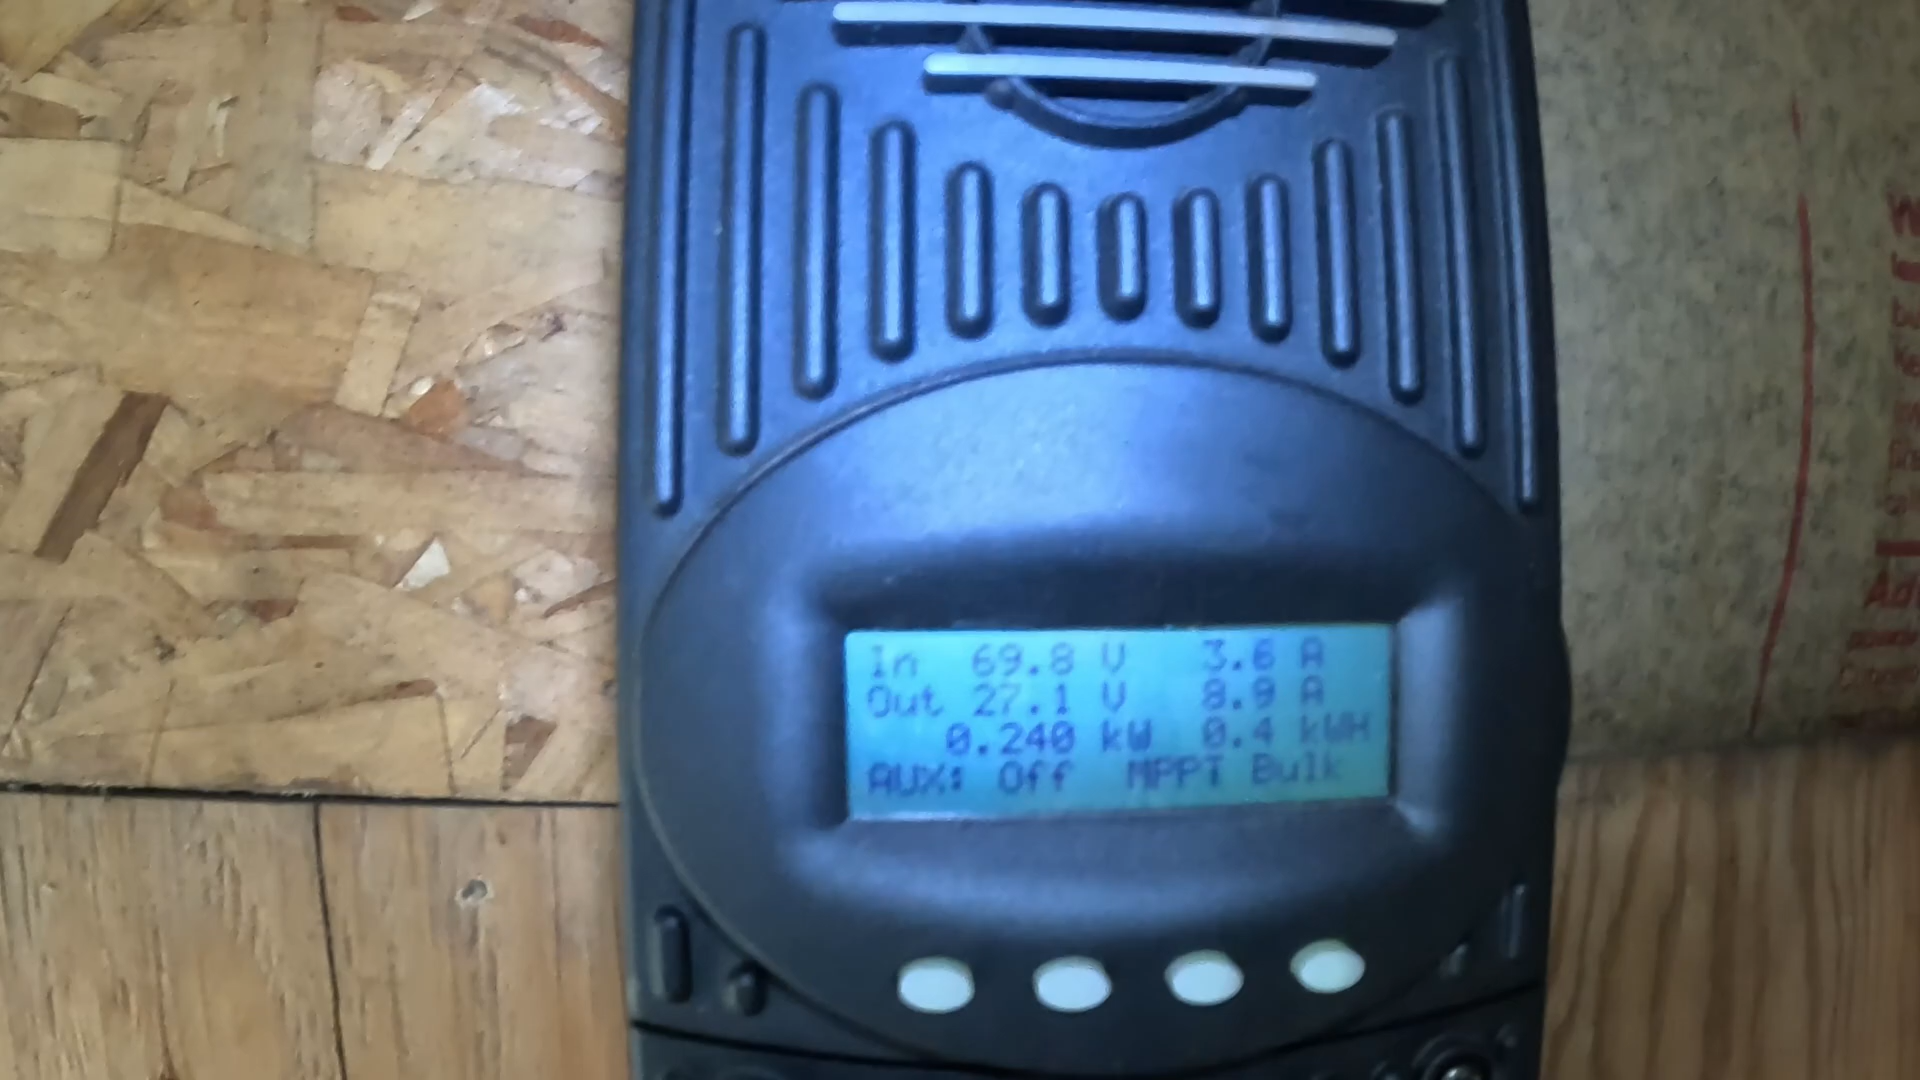 In 69.8 V 3.6 A
Out 27.1 V 8.9 A
0.240 kW 0.4 kWH
AUX: Off MPPT Bulk